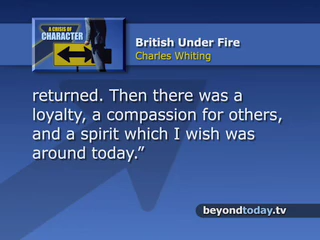 A CRISIS OF
CHARACTER
British Under Fire
Charles Whiting
returned. Then there was a
loyalty, a compassion for others,
and a spirit which I wish was
around today.”
beyondtoday.tv